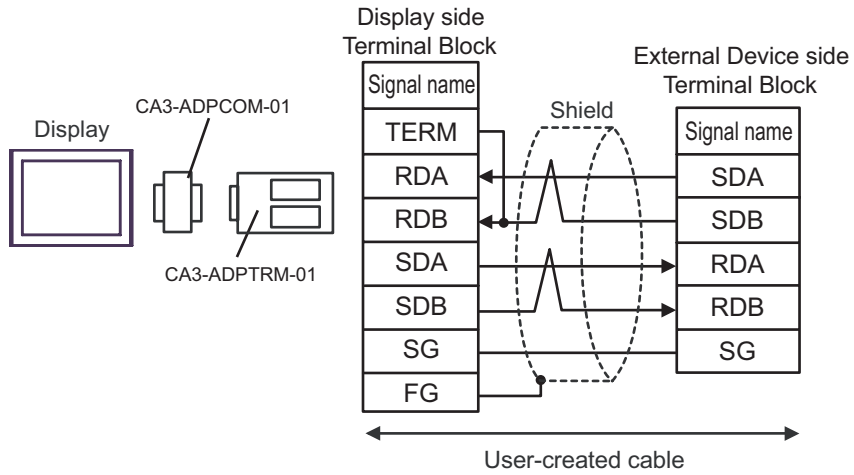 Display side
Terminal Block
External Device side
Terminal Block
CA3-ADPCOM-01
Display
CA3-ADPTRM-01
Shield
Signal name
TERM
RDA
RDB
SDA
SDB
SG
FG
Signal name
SDA
SDB
RDA
RDB
SG
User-created cable